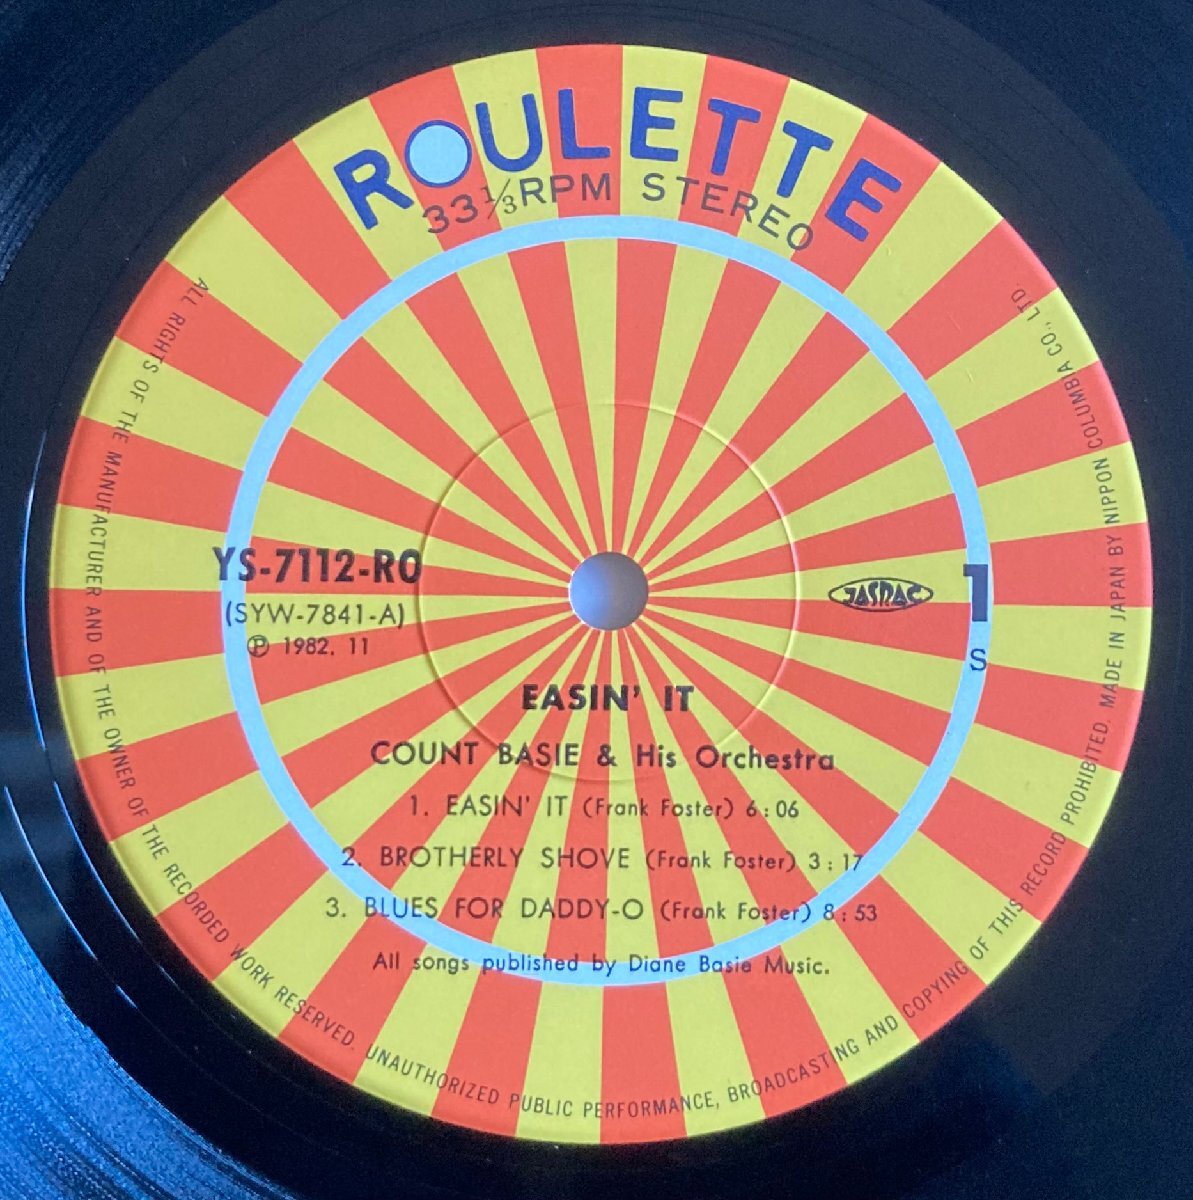 ROULETTE
33⅓RPM STEREO
YS-7112-RO
(SYW-7841-A)
Ⓟ 1982. 11
JASRAC
1
S
EASIN' IT
COUNT BASIE & His Orchestra
1. EASIN' IT (Frank Foster) 6:06
2. BROTHERLY SHOVE (Frank Foster) 3:17
3. BLUES FOR DADDY-O (Frank Foster) 8:53
All songs published by Diane Basie Music.
ALL RIGHTS OF THE MANUFACTURER AND OF THE OWNER OF THE RECORDED WORK RESERVED. UNAUTHORIZED PUBLIC PERFORMANCE, BROADCASTING AND COPYING OF THIS RECORD PROHIBITED. MADE IN JAPAN BY NIPPON COLUMBIA CO., LTD.